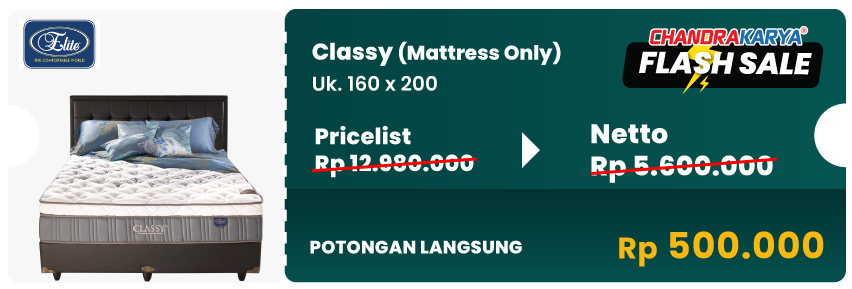 Elite
THE COMFORTABLE WORLD
CLASSY
Classy (Mattress Only)
Uk. 160 x 200
CHANDRAKARYA®
FLASH SALE
Pricelist
Rp 12.980.000
Netto
Rp 5.600.000
POTONGAN LANGSUNG
Rp 500.000